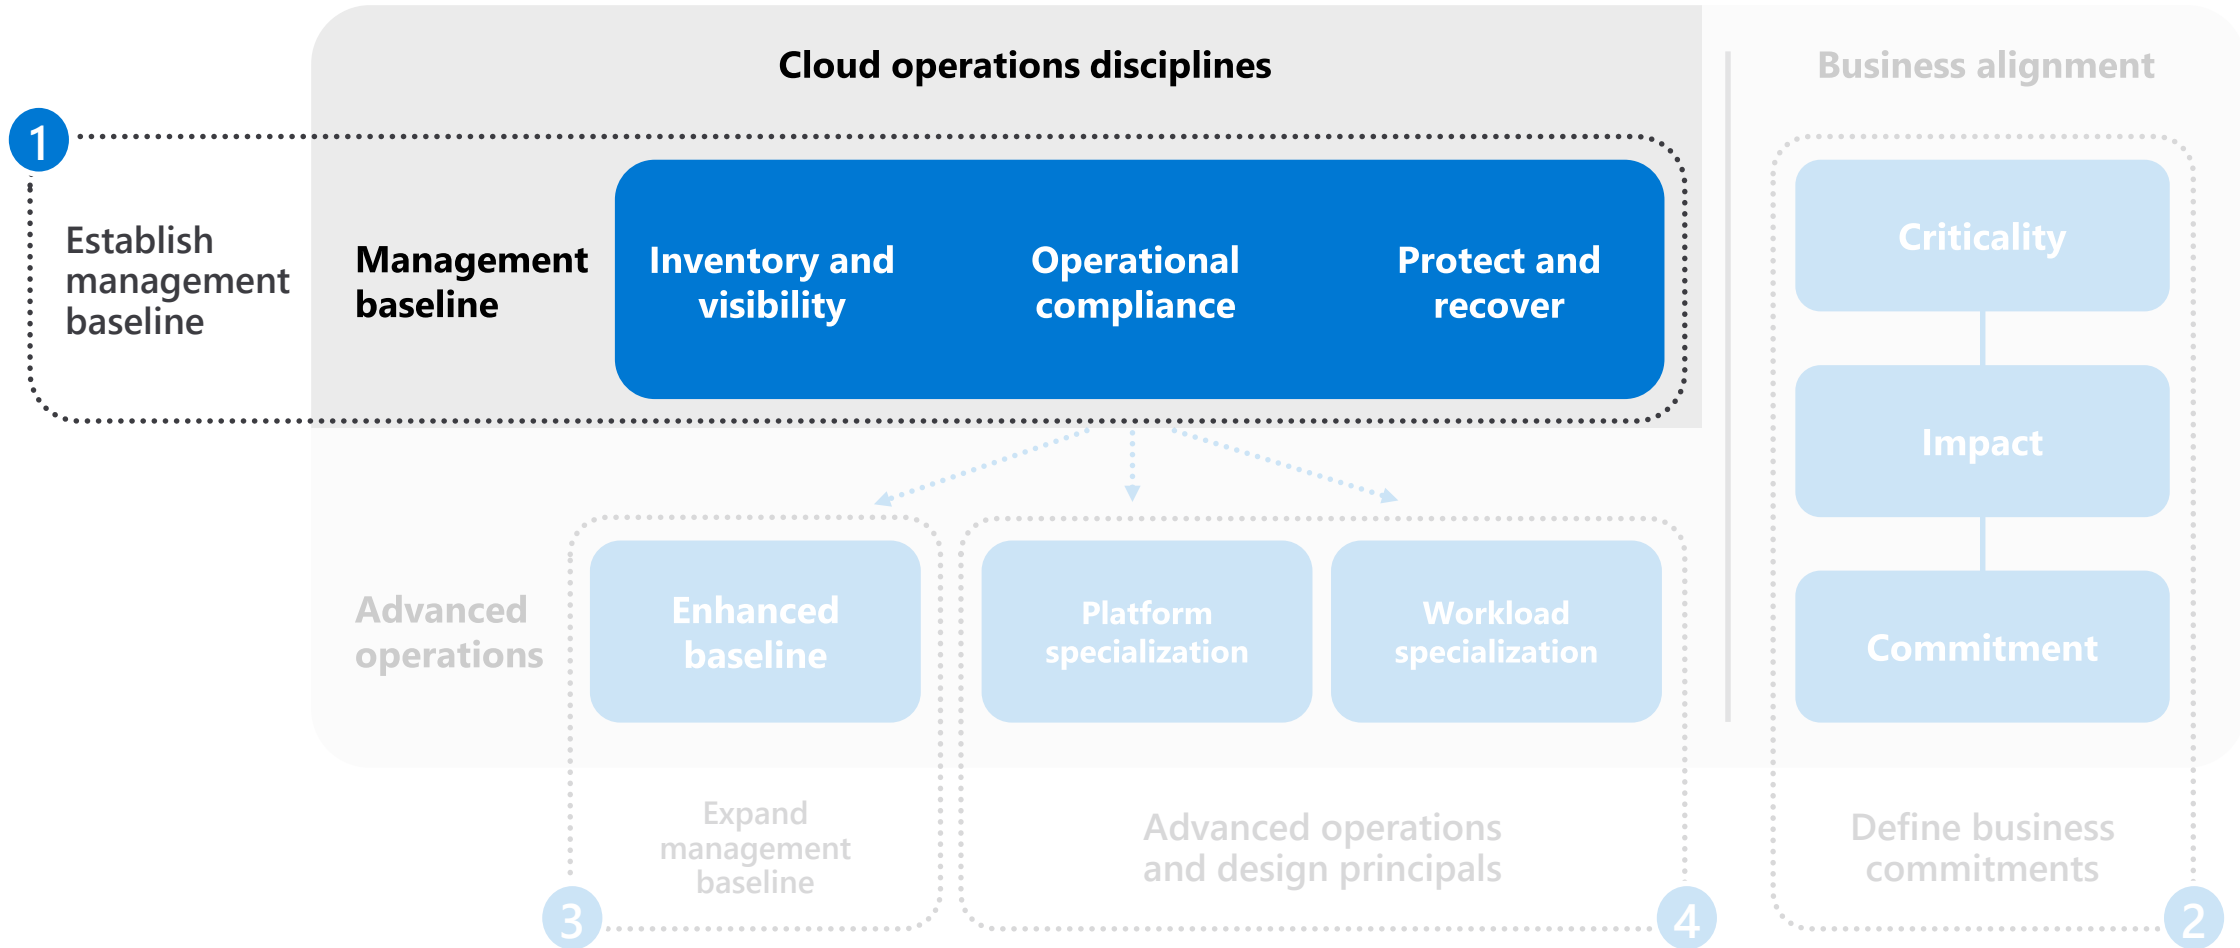 Cloud operations disciplines
Business alignment
1
Establish
management
baseline
Management
baseline
Inventory and
visibility
Operational
compliance
Protect and
recover
Criticality
Impact
Commitment
Advanced
operations
Enhanced
baseline
Platform
specialization
Workload
specialization
Expand
management
baseline
3
Advanced operations
and design principals
4
Define business
commitments
2